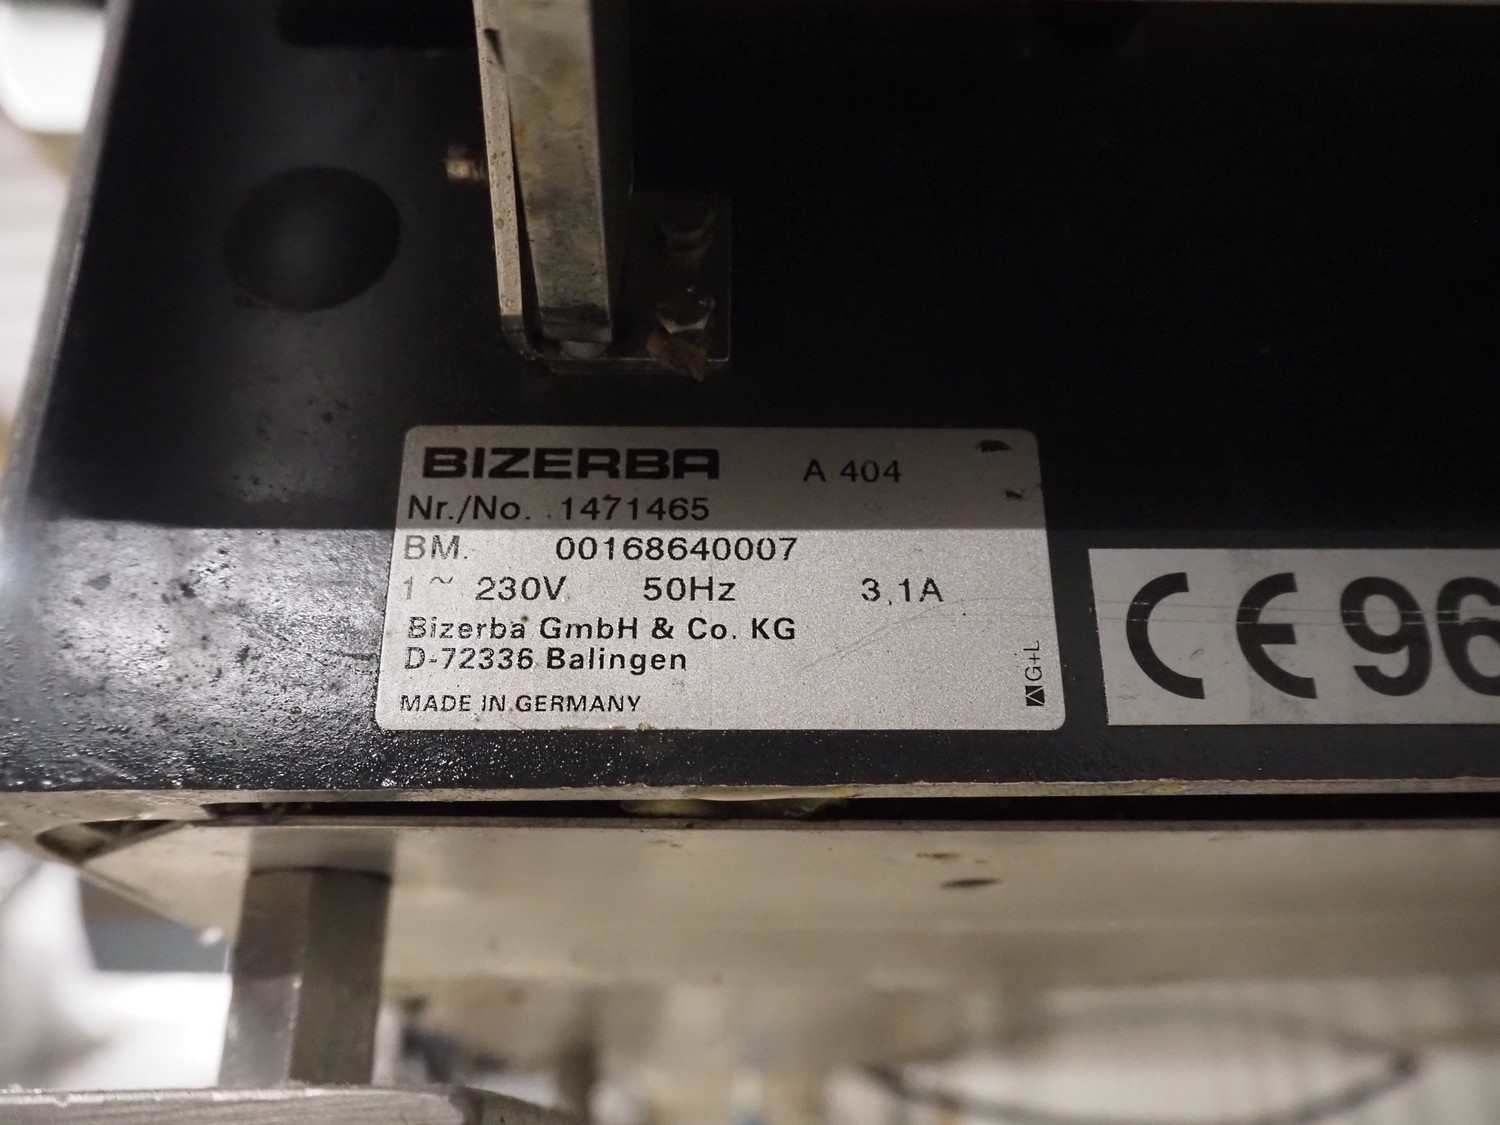 BIZERBA A 404
Nr./No. 1471465
BM. 00168640007
1 ~ 230V 50Hz 3,1A
Bizerba GmbH & Co. KG
D-72336 Balingen
MADE IN GERMANY
G+L
CE 96